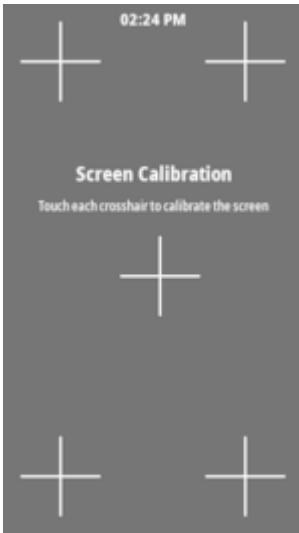 02:24 PM
Screen Calibration
Touch each crosshair to calibrate the screen